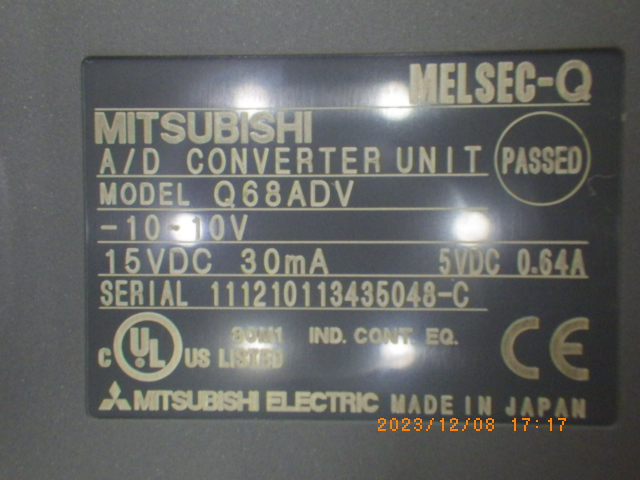 MELSEC-Q
MITSUBISHI
A/D CONVERTER UNIT PASSED
MODEL Q68ADV
-10~10V
15VDC 30mA 5VDC 0.64A
SERIAL 111210113435048-C
C UL US LISTED 80M1 IND. CONT. EQ. CE
MITSUBISHI ELECTRIC MADE IN JAPAN
2023/12/08 17:17